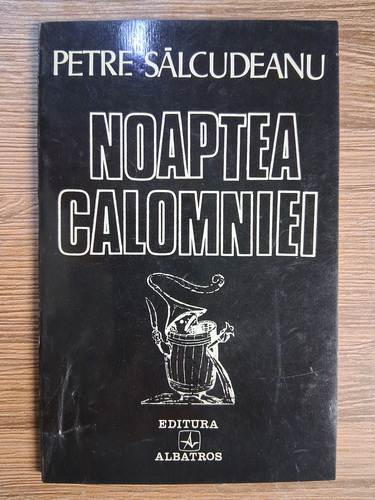 PETRE SĂLCUDEANU
NOAPTEA
CALOMNIEI
EDITURA
ALBATROS